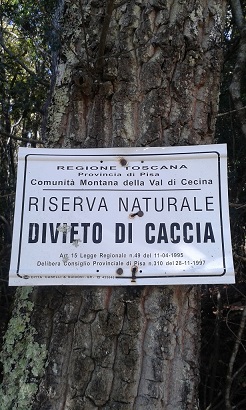 REGIONE TOSCANA
Provincia di Pisa
Comunità Montana della Val di Cecina
RISERVA NATURALE
DIVIETO DI CACCIA
Art. 15 Legge Regionale n.49 del 11-04-1995
Delibera Consiglio Provinciale di Pisa n.310 del 28-11-1997